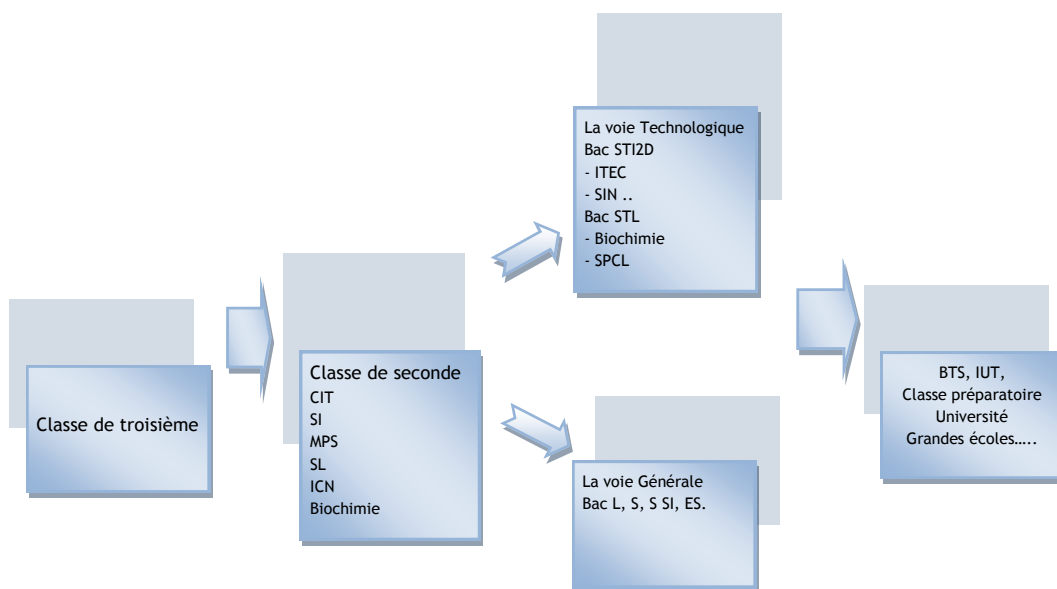 Classe de troisième
Classe de seconde
CIT
SI
MPS
SL
ICN
Biochimie
La voie Technologique
Bac STI2D
- ITEC
- SIN ..
Bac STL
- Biochimie
- SPCL
La voie Générale
Bac L, S, S SI, ES.
BTS, IUT,
Classe préparatoire
Université
Grandes écoles…..